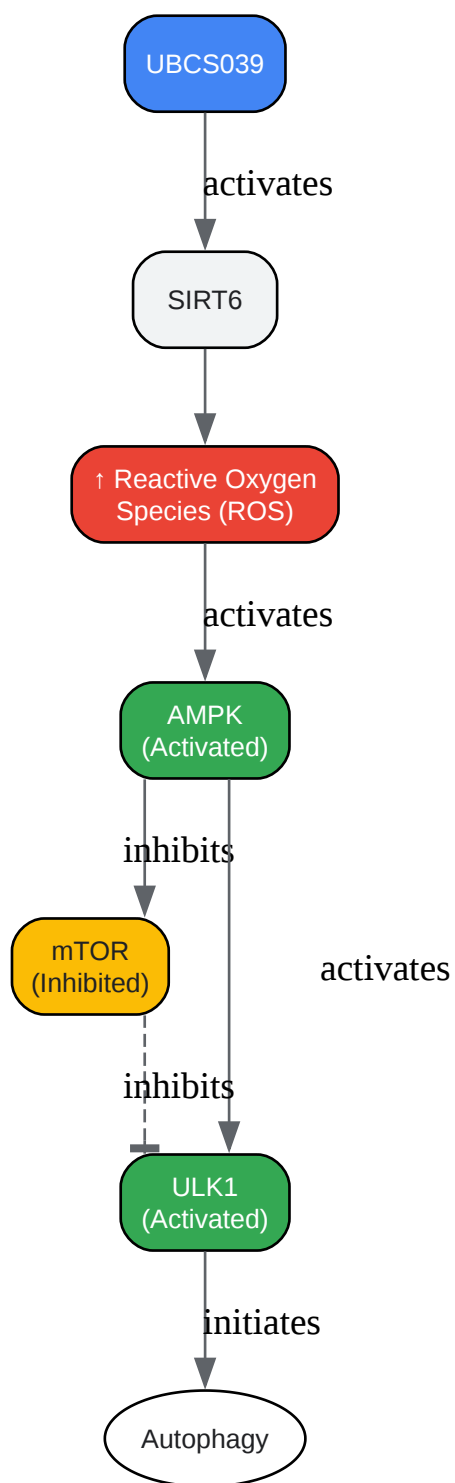 UBCS039
activates
SIRT6
↑ Reactive Oxygen
Species (ROS)
activates
AMPK
(Activated)
inhibits
mTOR
(Inhibited)
activates
inhibits
ULK1
(Activated)
initiates
Autophagy